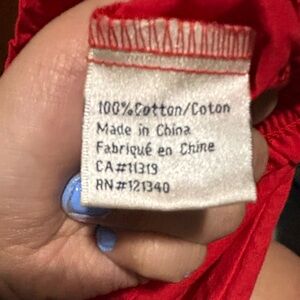 100%Cotton/Coton
Made in China
Fabriqué en Chine
CA#11319
RN#121340